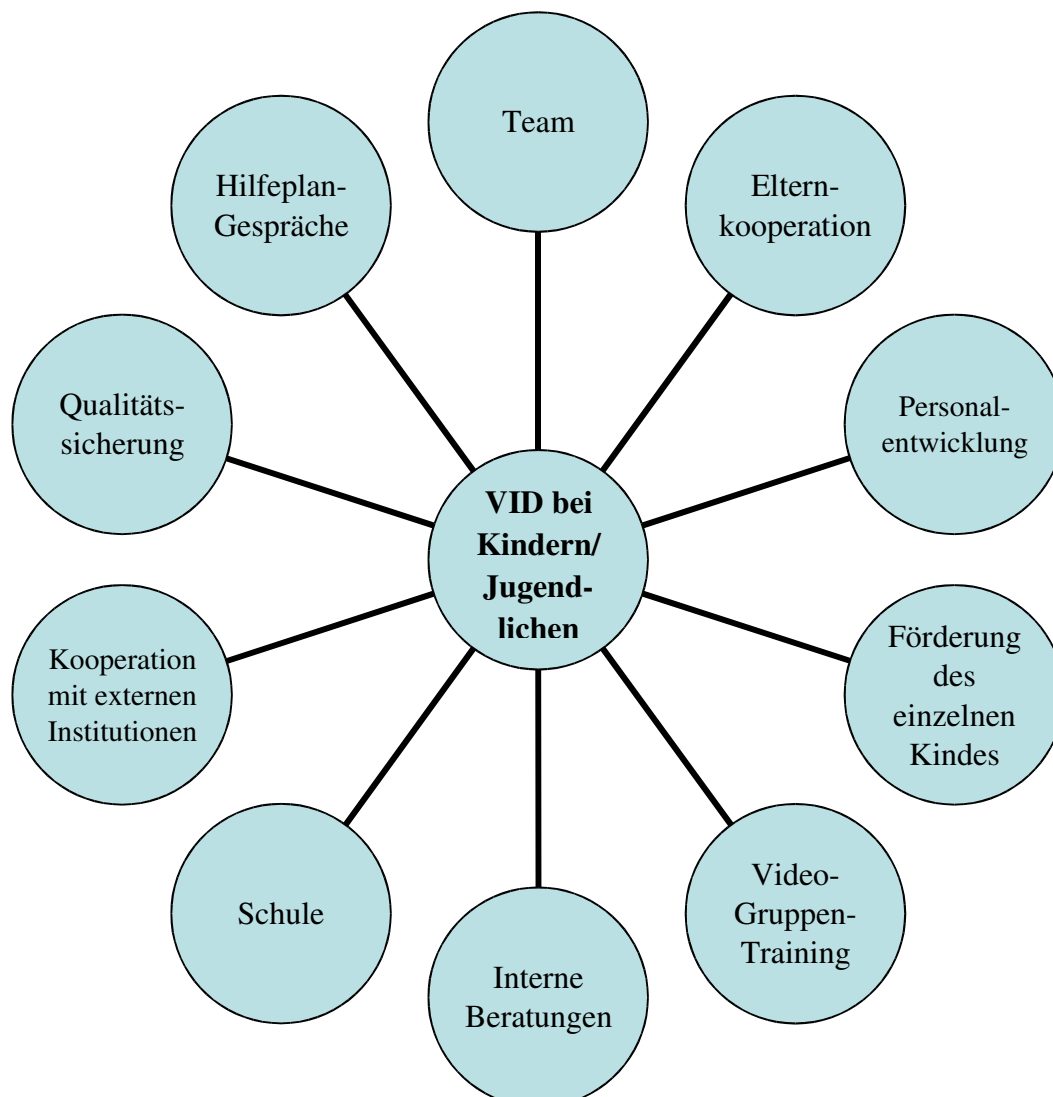 Team
Hilfeplan-
Gespräche
Eltern-
kooperation
Qualitäts-
sicherung
Personal-
entwicklung
VID bei
Kindern/
Jugend-
lichen
Kooperation
mit externen
Institutionen
Förderung
des
einzelnen
Kindes
Schule
Video-
Gruppen-
Training
Interne
Beratungen